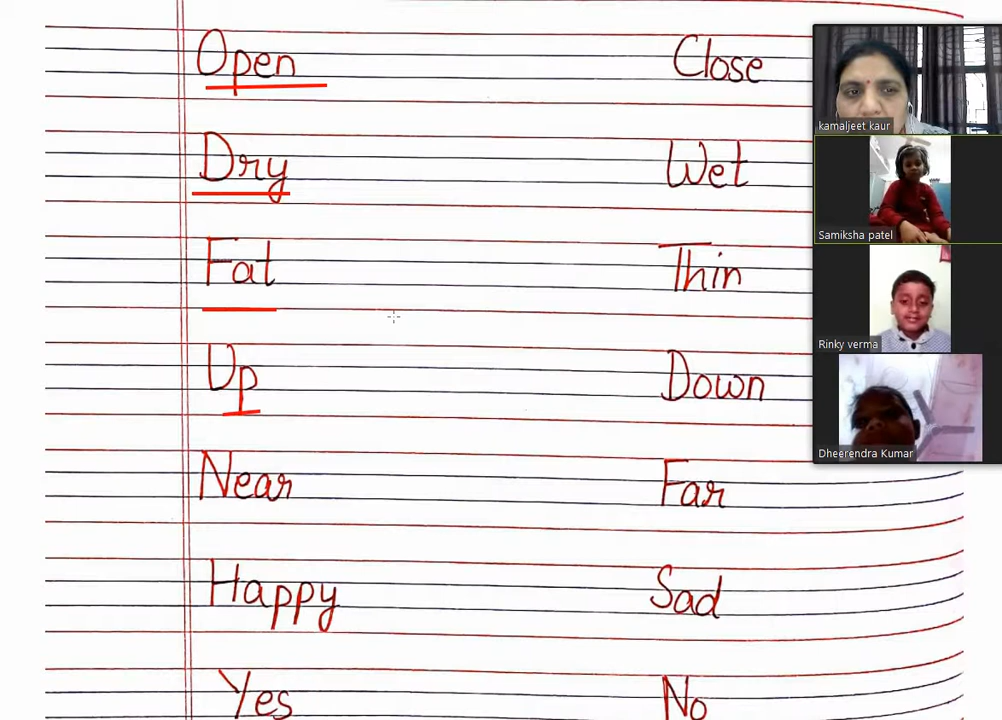 Open Close
kamaljeet kaur
Dry Wet
Samiksha patel
Fat Thin
Rinky verma
Up Down
Dheerendra Kumar
Near Far
Happy Sad
Yes No